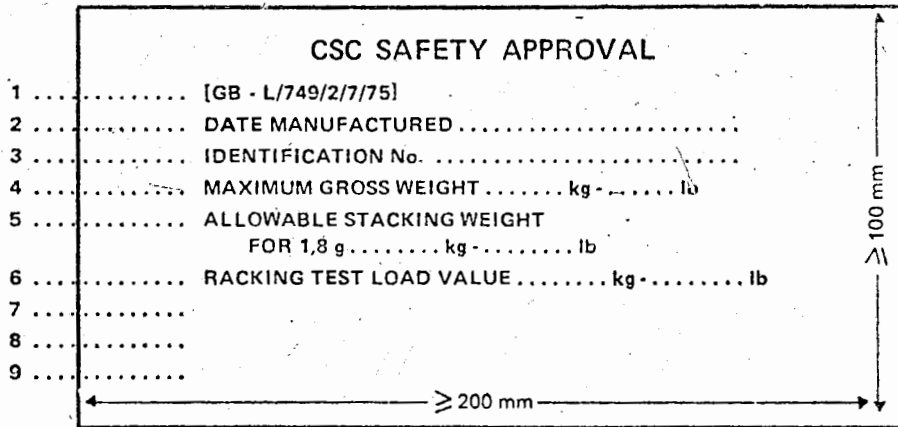 CSC SAFETY APPROVAL
1 .............. [GB - L/749/2/7/75]
2 .............. DATE MANUFACTURED ..........................
3 .............. IDENTIFICATION No. ............................
4 .............. MAXIMUM GROSS WEIGHT ........ kg - ....... lb
5 .............. ALLOWABLE STACKING WEIGHT
FOR 1,8 g ........ kg - ........ lb
6 .............. RACKING TEST LOAD VALUE ........ kg - ........ lb
7 ..............
8 ..............
9 ..............
≥ 200 mm
≥ 100 mm